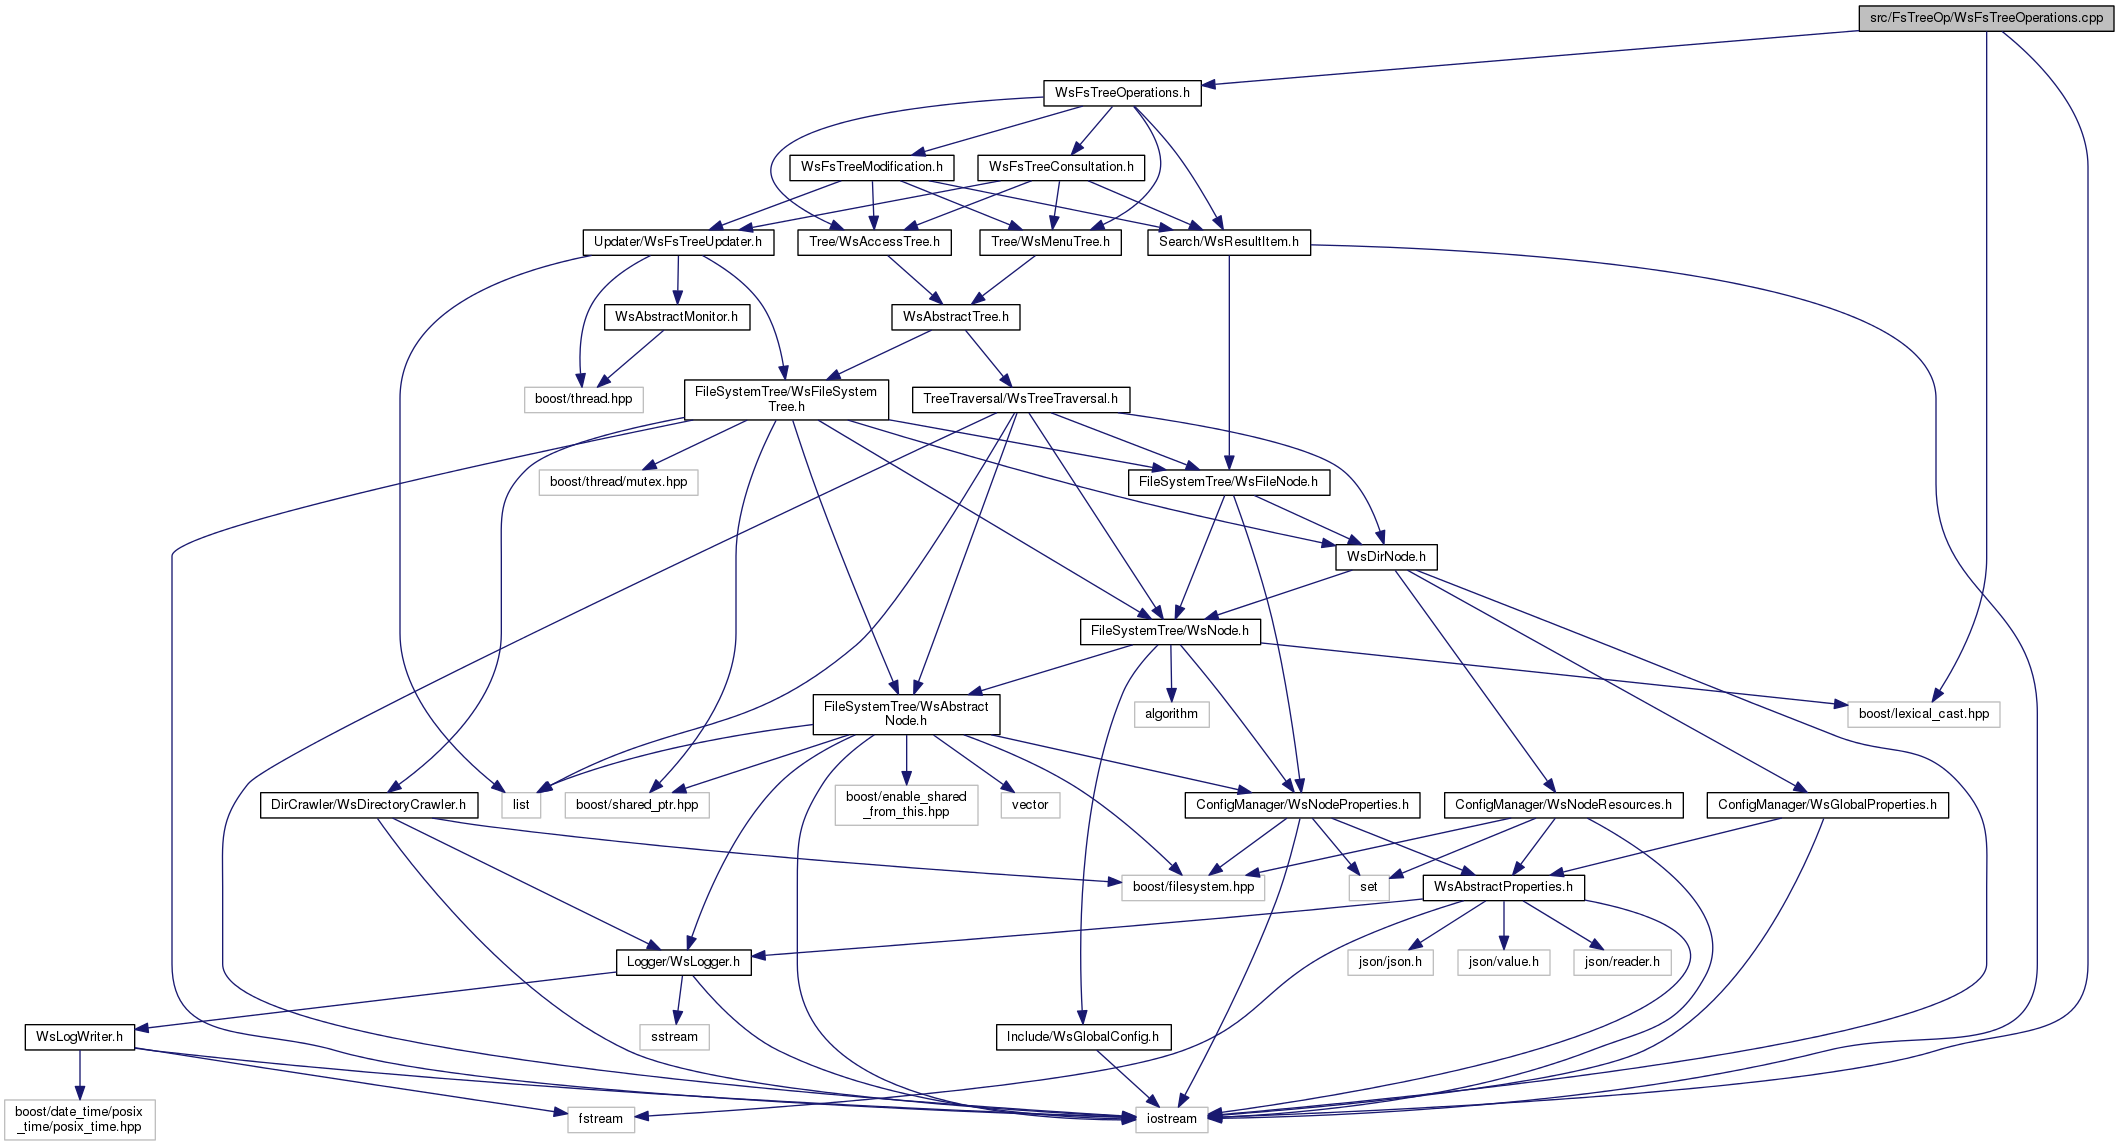 src/FsTreeOp/WsFsTreeOperations.cpp
WsFsTreeOperations.h
WsFsTreeModification.h
WsFsTreeConsultation.h
Updater/WsFsTreeUpdater.h
Tree/WsAccessTree.h
Tree/WsMenuTree.h
Search/WsResultItem.h
WsAbstractMonitor.h
WsAbstractTree.h
boost/thread.hpp
FileSystemTree/WsFileSystem
Tree.h
TreeTraversal/WsTreeTraversal.h
boost/thread/mutex.hpp
FileSystemTree/WsFileNode.h
WsDirNode.h
FileSystemTree/WsNode.h
FileSystemTree/WsAbstract
Node.h
algorithm
boost/lexical_cast.hpp
DirCrawler/WsDirectoryCrawler.h
list
boost/shared_ptr.hpp
boost/enable_shared
_from_this.hpp
vector
ConfigManager/WsNodeProperties.h
ConfigManager/WsNodeResources.h
ConfigManager/WsGlobalProperties.h
boost/filesystem.hpp
set
WsAbstractProperties.h
Logger/WsLogger.h
json/json.h
json/value.h
json/reader.h
WsLogWriter.h
sstream
Include/WsGlobalConfig.h
boost/date_time/posix
_time/posix_time.hpp
fstream
iostream